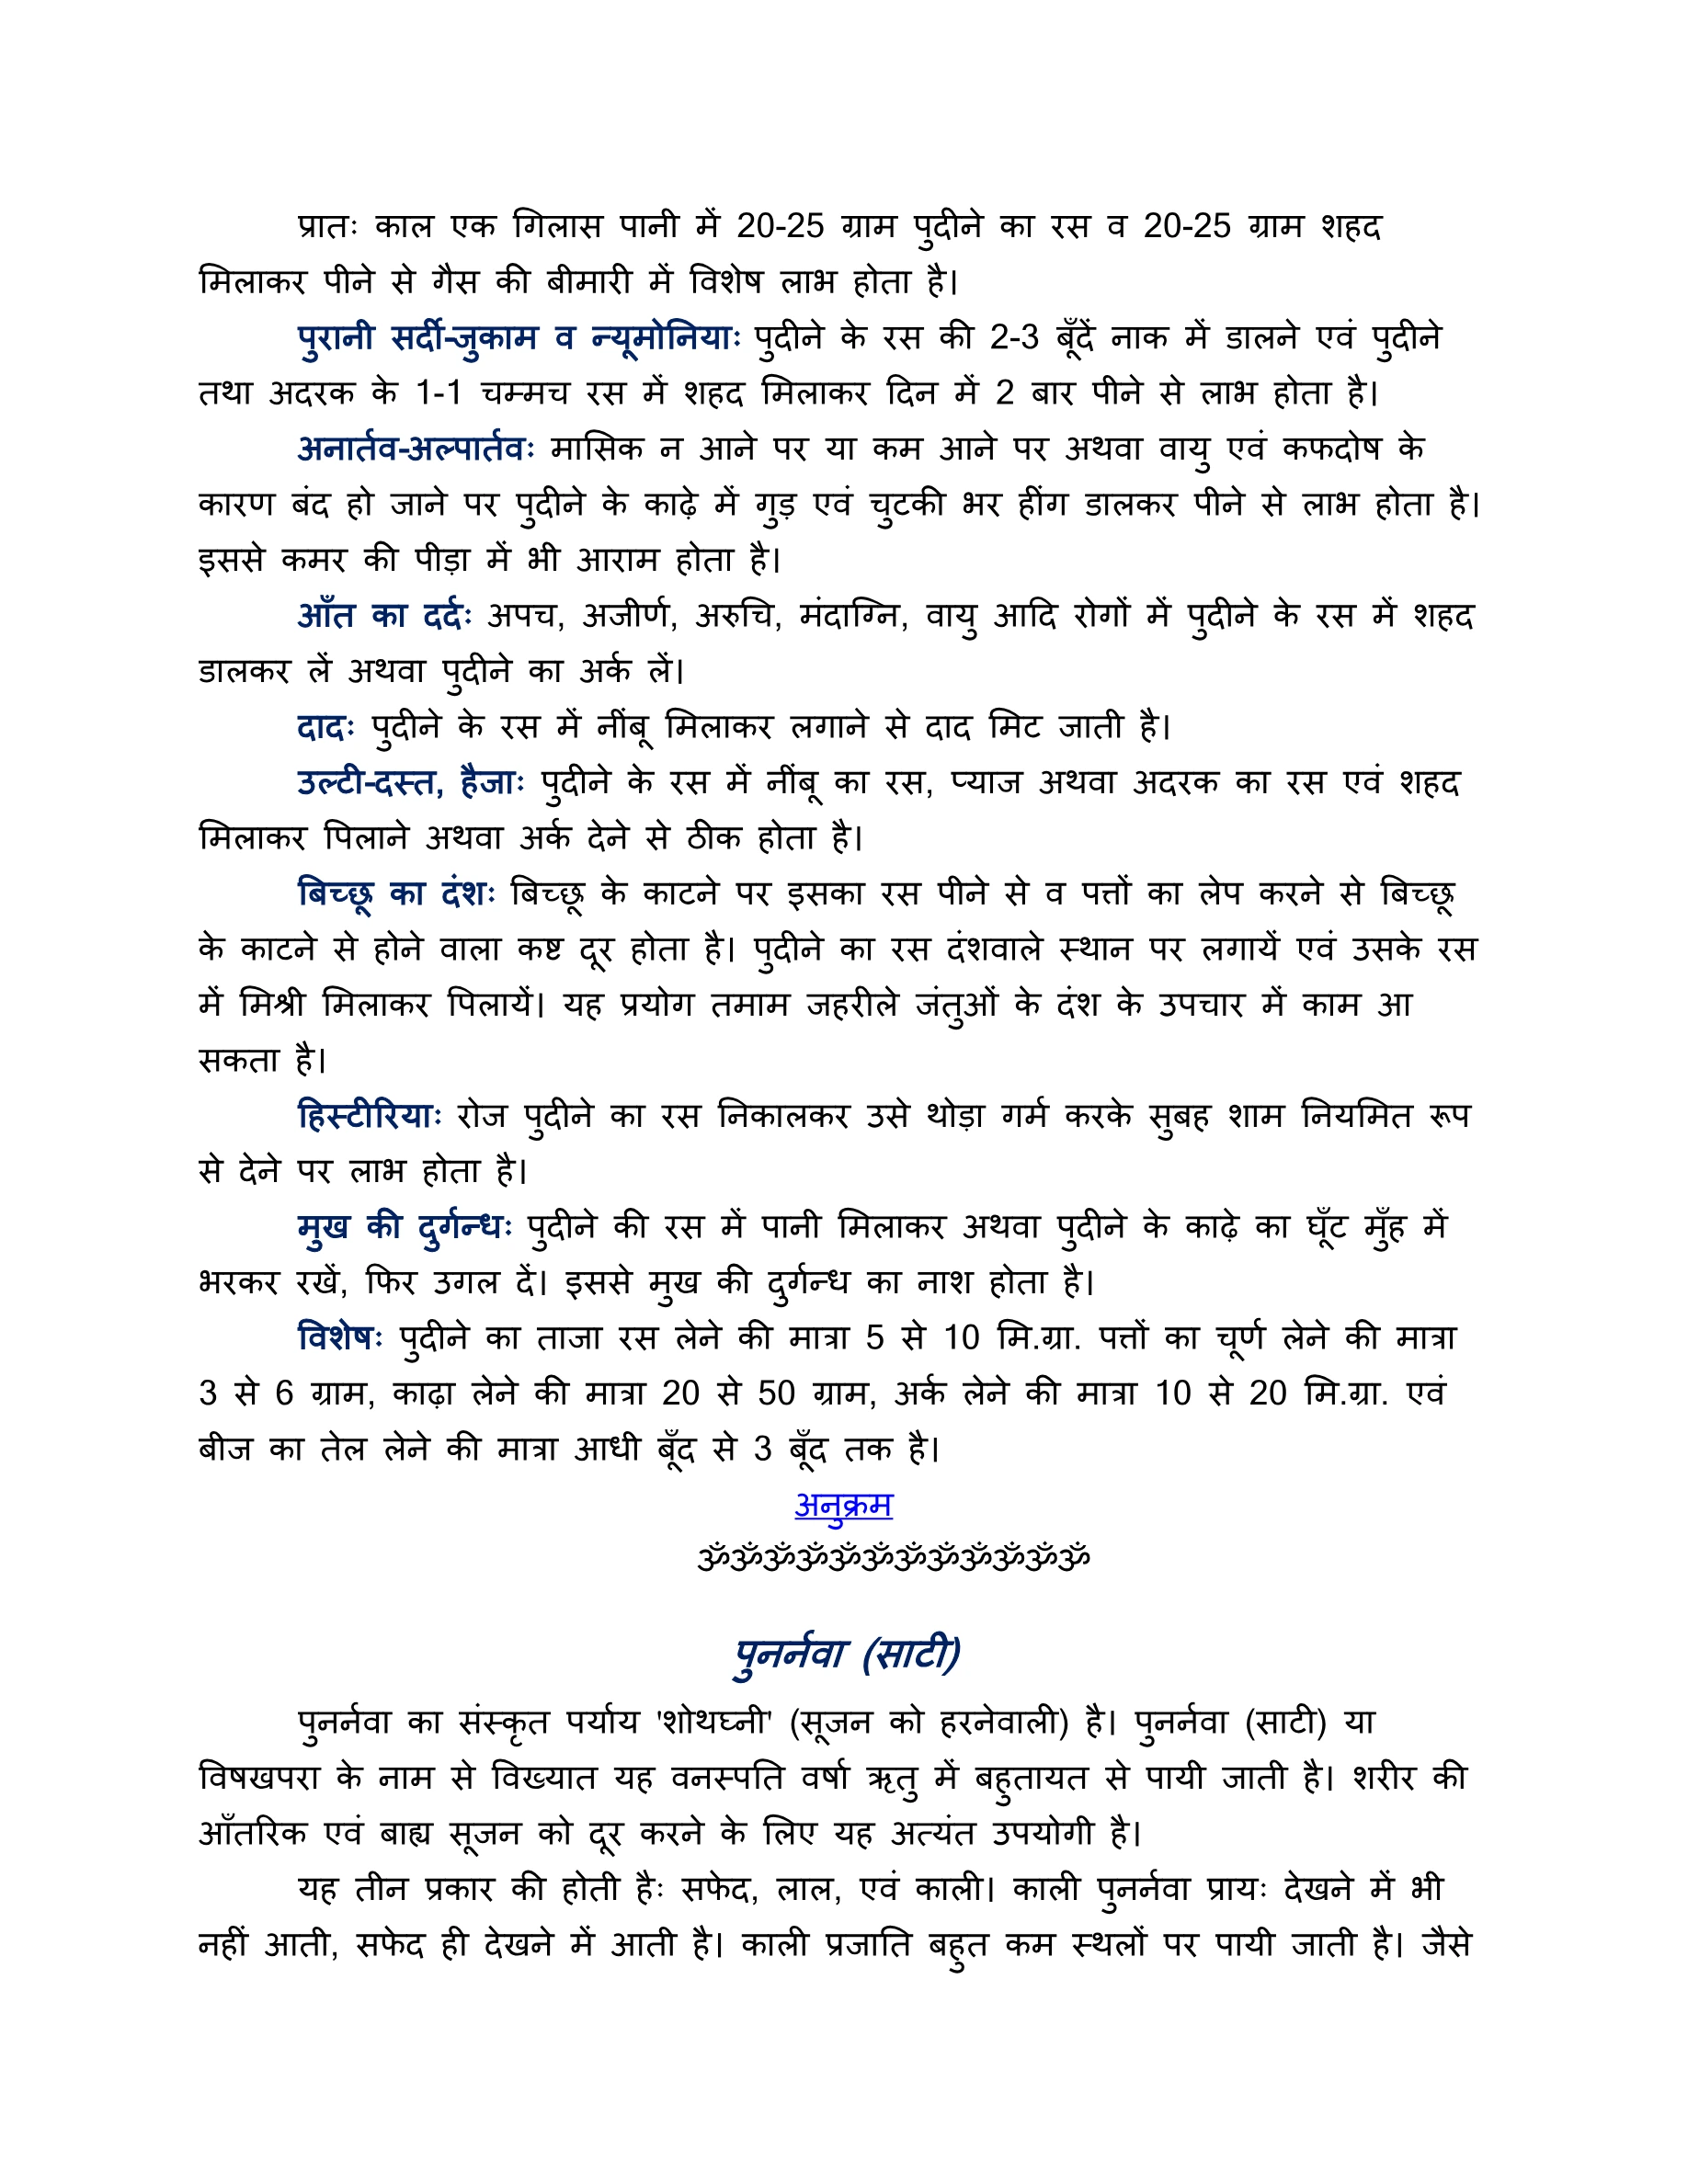 प्रातः काल एक गिलास पानी में 20-25 ग्राम पुदीने का रस व 20-25 ग्राम शहद
मिलाकर पीने से गैस की बीमारी में विशेष लाभ होता है।
पुरानी सर्दी-जुकाम व न्यूमोनियाः पुदीने के रस की 2-3 बूँदें नाक में डालने एवं पुदीने
तथा अदरक के 1-1 चम्मच रस में शहद मिलाकर दिन में 2 बार पीने से लाभ होता है।
अनार्तव-अल्पार्तवः मासिक न आने पर या कम आने पर अथवा वायु एवं कफदोष के
कारण बंद हो जाने पर पुदीने के काढ़े में गुड़ एवं चुटकी भर हींग डालकर पीने से लाभ होता है।
इससे कमर की पीड़ा में भी आराम होता है।
आँत का दर्दः अपच, अजीर्ण, अरुचि, मंदाग्नि, वायु आदि रोगों में पुदीने के रस में शहद
डालकर लें अथवा पुदीने का अर्क लें।
दादः पुदीने के रस में नींबू मिलाकर लगाने से दाद मिट जाती है।
उल्टी-दस्त, हैजाः पुदीने के रस में नींबू का रस, प्याज अथवा अदरक का रस एवं शहद
मिलाकर पिलाने अथवा अर्क देने से ठीक होता है।
बिच्छू का दंशः बिच्छू के काटने पर इसका रस पीने से व पत्तों का लेप करने से बिच्छू
के काटने से होने वाला कष्ट दूर होता है। पुदीने का रस दंशवाले स्थान पर लगायें एवं उसके रस
में मिश्री मिलाकर पिलायें। यह प्रयोग तमाम जहरीले जंतुओं के दंश के उपचार में काम आ
सकता है।
हिस्टीरियाः रोज पुदीने का रस निकालकर उसे थोड़ा गर्म करके सुबह शाम नियमित रूप
से देने पर लाभ होता है।
मुख की दुर्गन्धः पुदीने की रस में पानी मिलाकर अथवा पुदीने के काढ़े का घूँट मुँह में
भरकर रखें, फिर उगल दें। इससे मुख की दुर्गन्ध का नाश होता है।
विशेषः पुदीने का ताजा रस लेने की मात्रा 5 से 10 मि.ग्रा. पत्तों का चूर्ण लेने की मात्रा
3 से 6 ग्राम, काढ़ा लेने की मात्रा 20 से 50 ग्राम, अर्क लेने की मात्रा 10 से 20 मि.ग्रा. एवं
बीज का तेल लेने की मात्रा आधी बूँद से 3 बूँद तक है।
अनुक्रम
ॐॐॐॐॐॐॐॐॐॐॐॐ
पुनर्नवा (साटी)
पुनर्नवा का संस्कृत पर्याय 'शोथघ्नी' (सूजन को हरनेवाली) है। पुनर्नवा (साटी) या
विषखपरा के नाम से विख्यात यह वनस्पति वर्षा ऋतु में बहुतायत से पायी जाती है। शरीर की
आँतरिक एवं बाह्य सूजन को दूर करने के लिए यह अत्यंत उपयोगी है।
यह तीन प्रकार की होती हैः सफेद, लाल, एवं काली। काली पुनर्नवा प्रायः देखने में भी
नहीं आती, सफेद ही देखने में आती है। काली प्रजाति बहुत कम स्थलों पर पायी जाती है। जैसे